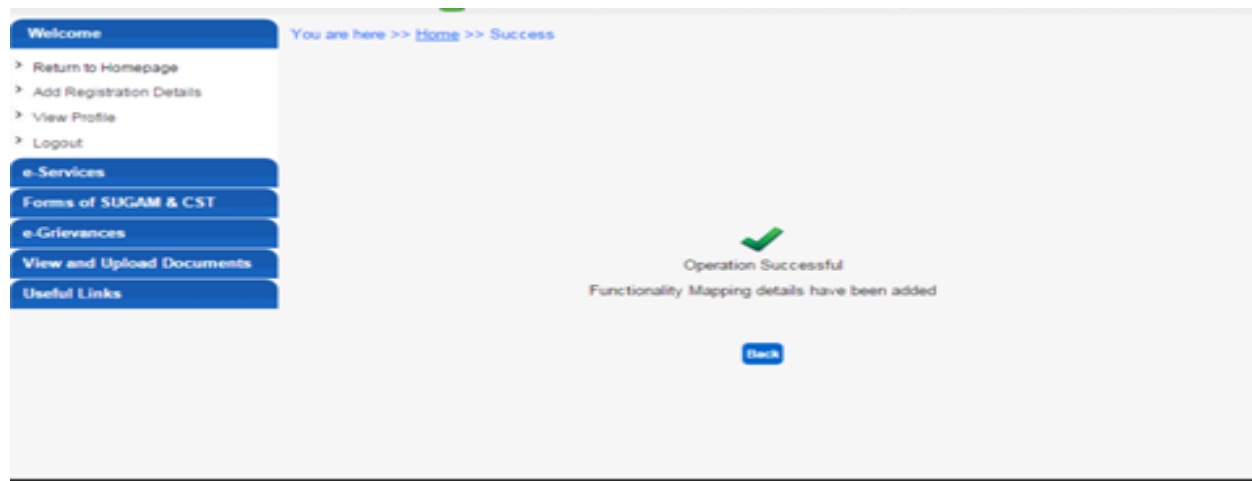 Welcome
You are here >> Home >> Success
Return to Homepage
Add Registration Details
View Profile
Logout
e-Services
Forms of SUGAM & CST
e-Grievances
View and Upload Documents
Useful Links
Operation Successful
Functionality Mapping details have been added
Back